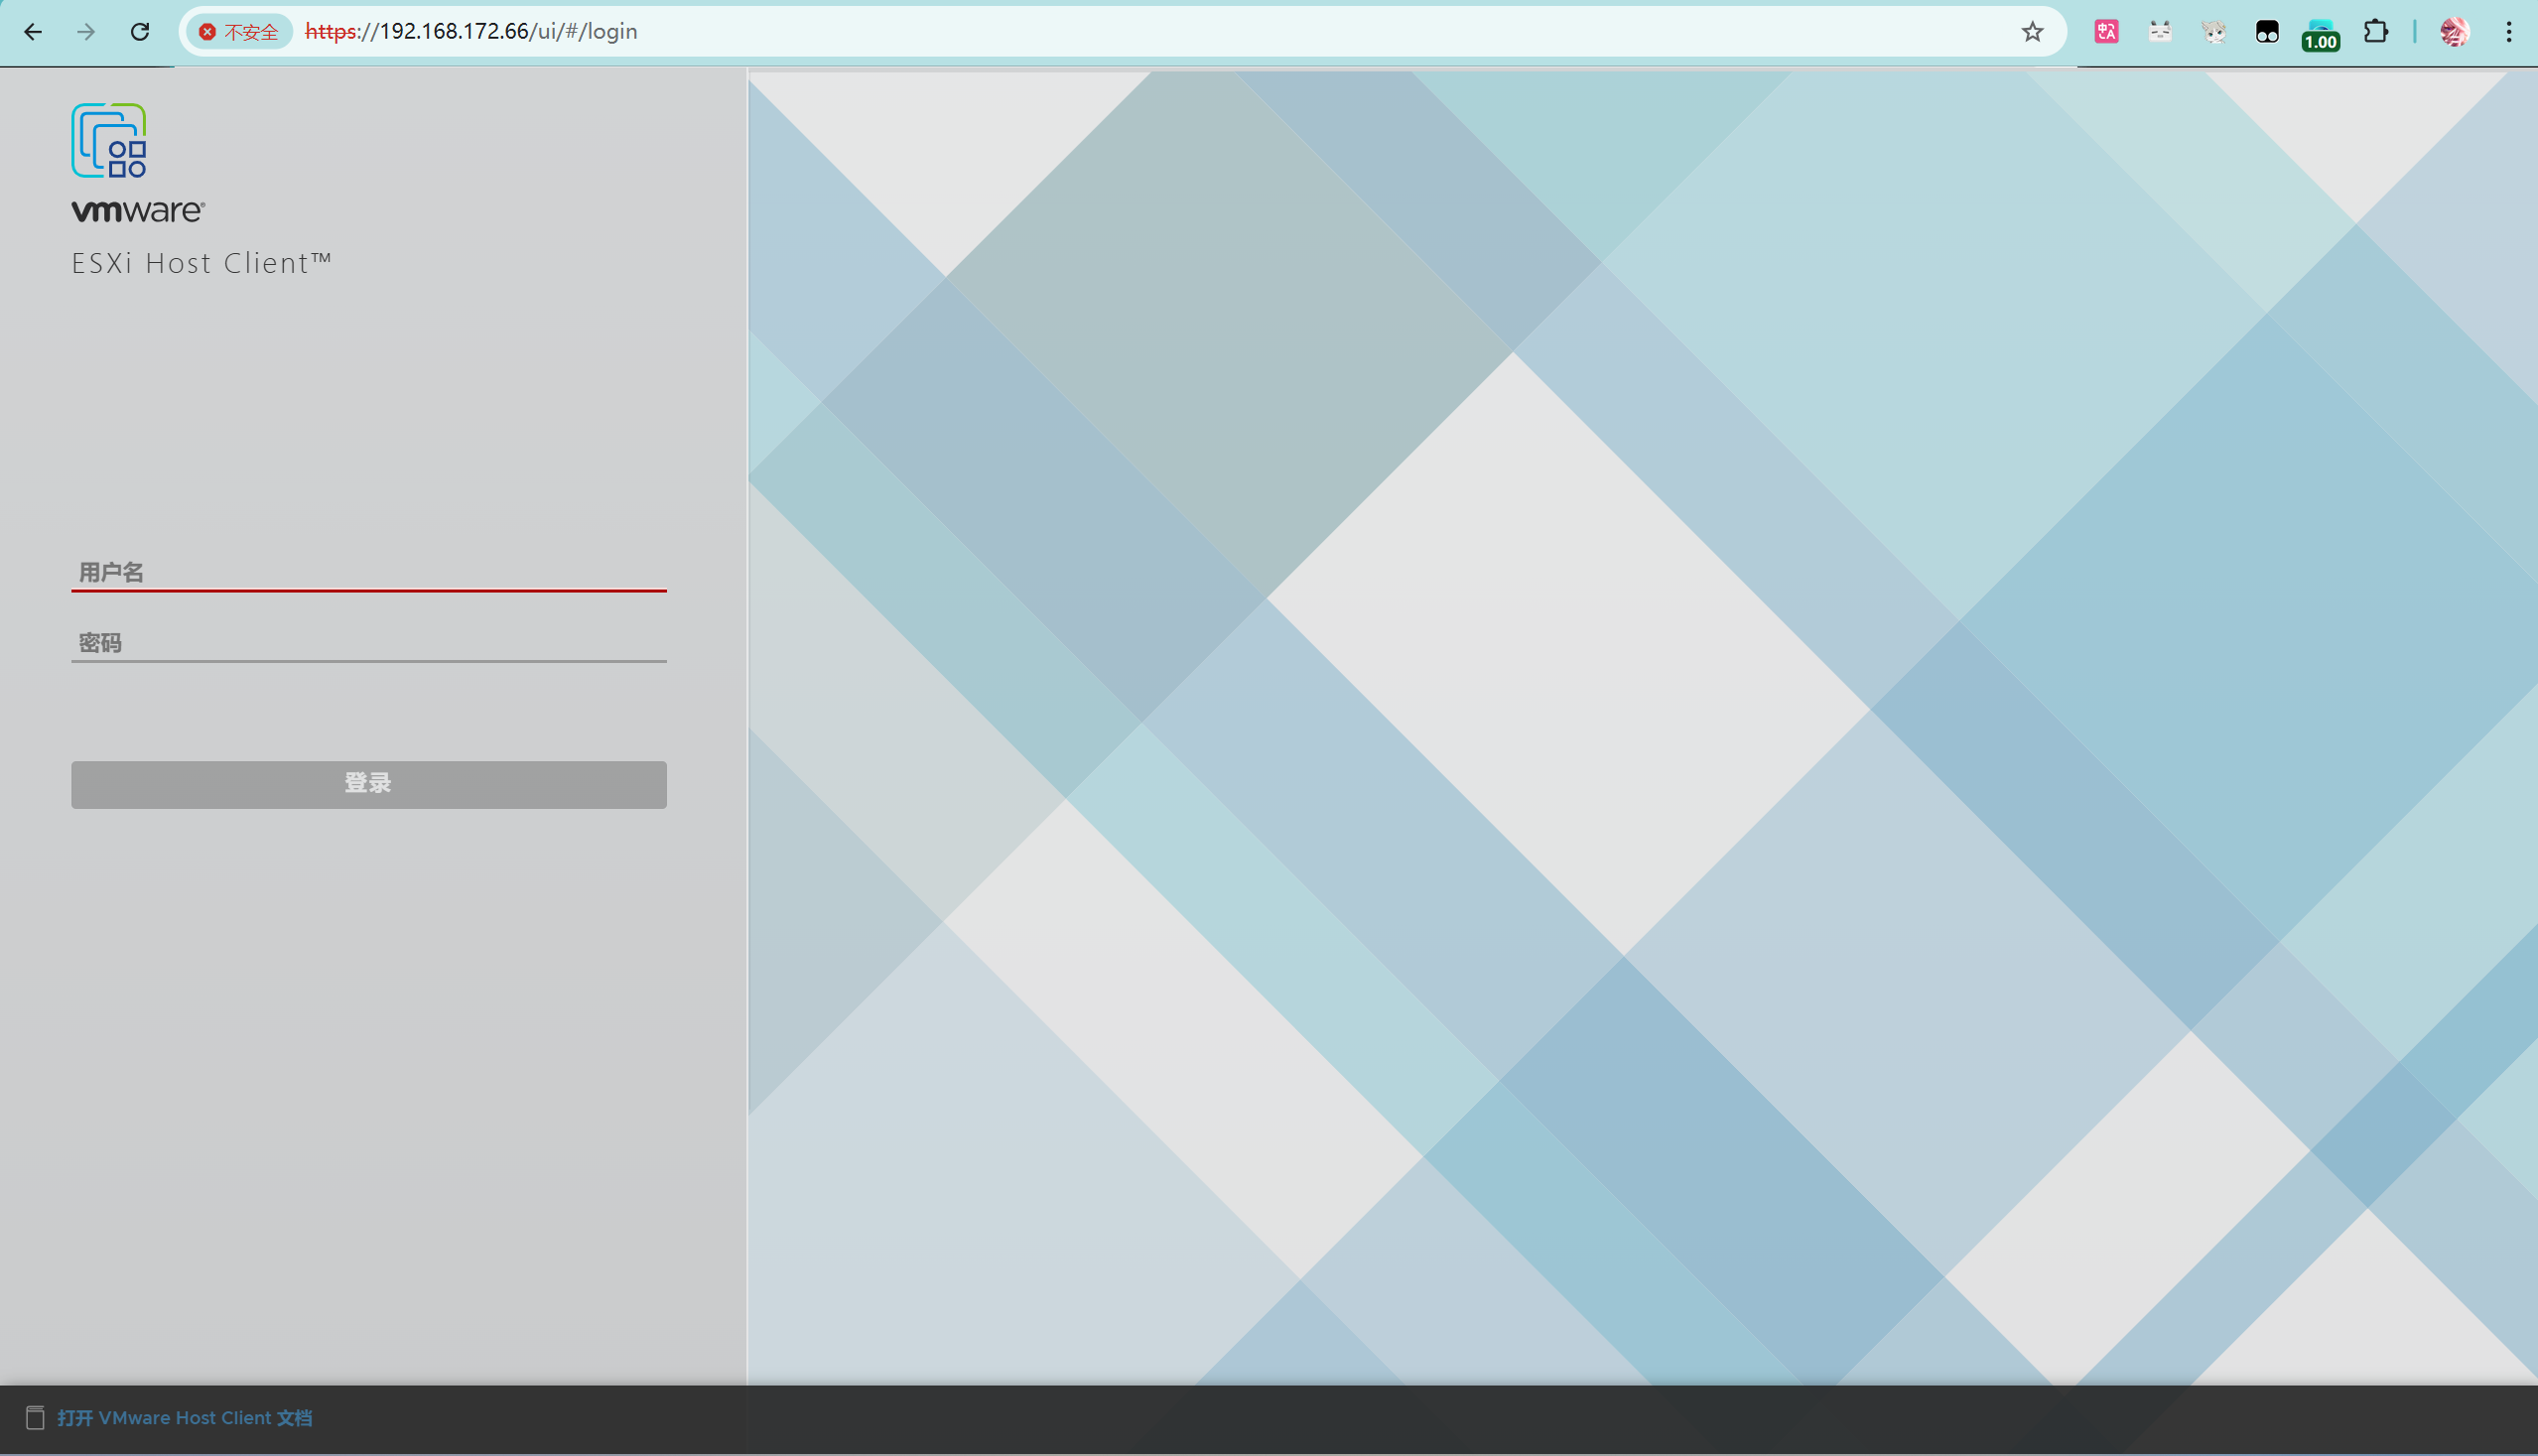 不安全 https://192.168.172.66/ui/#/login
1.00
vmware®
ESXi Host Client™
用户名
密码
登录
打开 VMware Host Client 文档